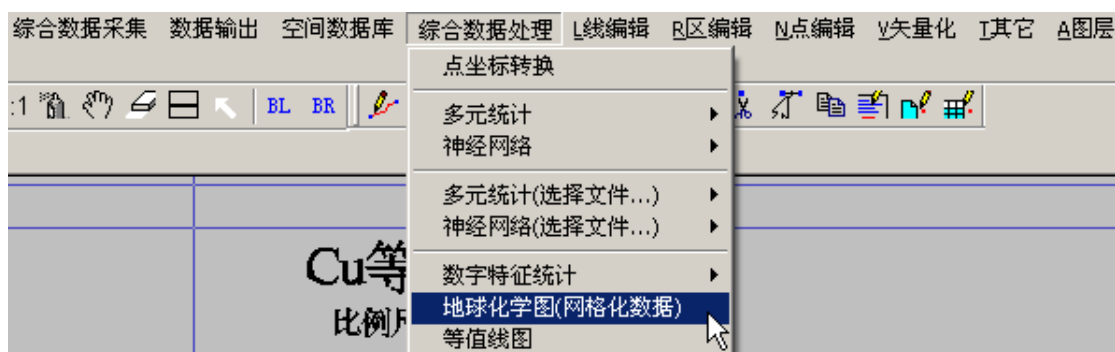 综合数据采集 数据输出 空间数据库 综合数据处理 L线编辑 R区编辑 N点编辑 V矢量化 I其它 A图层
点坐标转换
:1 BL BR
多元统计
神经网络
多元统计(选择文件...)
神经网络(选择文件...)
Cu等
数字特征统计
地球化学图(网格化数据)
比例
等值线图